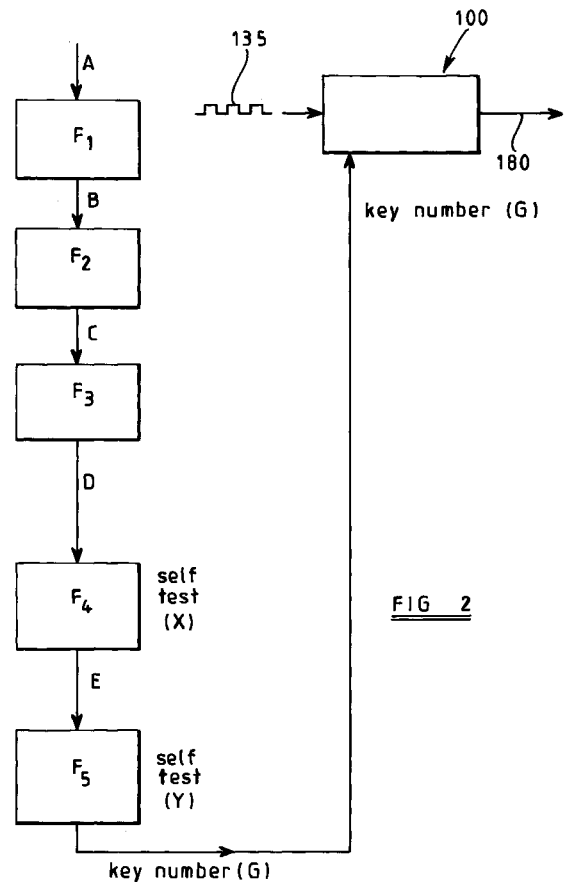 A
F1
B
F2
C
F3
D
F4
self
test
(X)
E
F5
self
test
(Y)
key number(G)
135
100
180
key number (G)
FIG 2